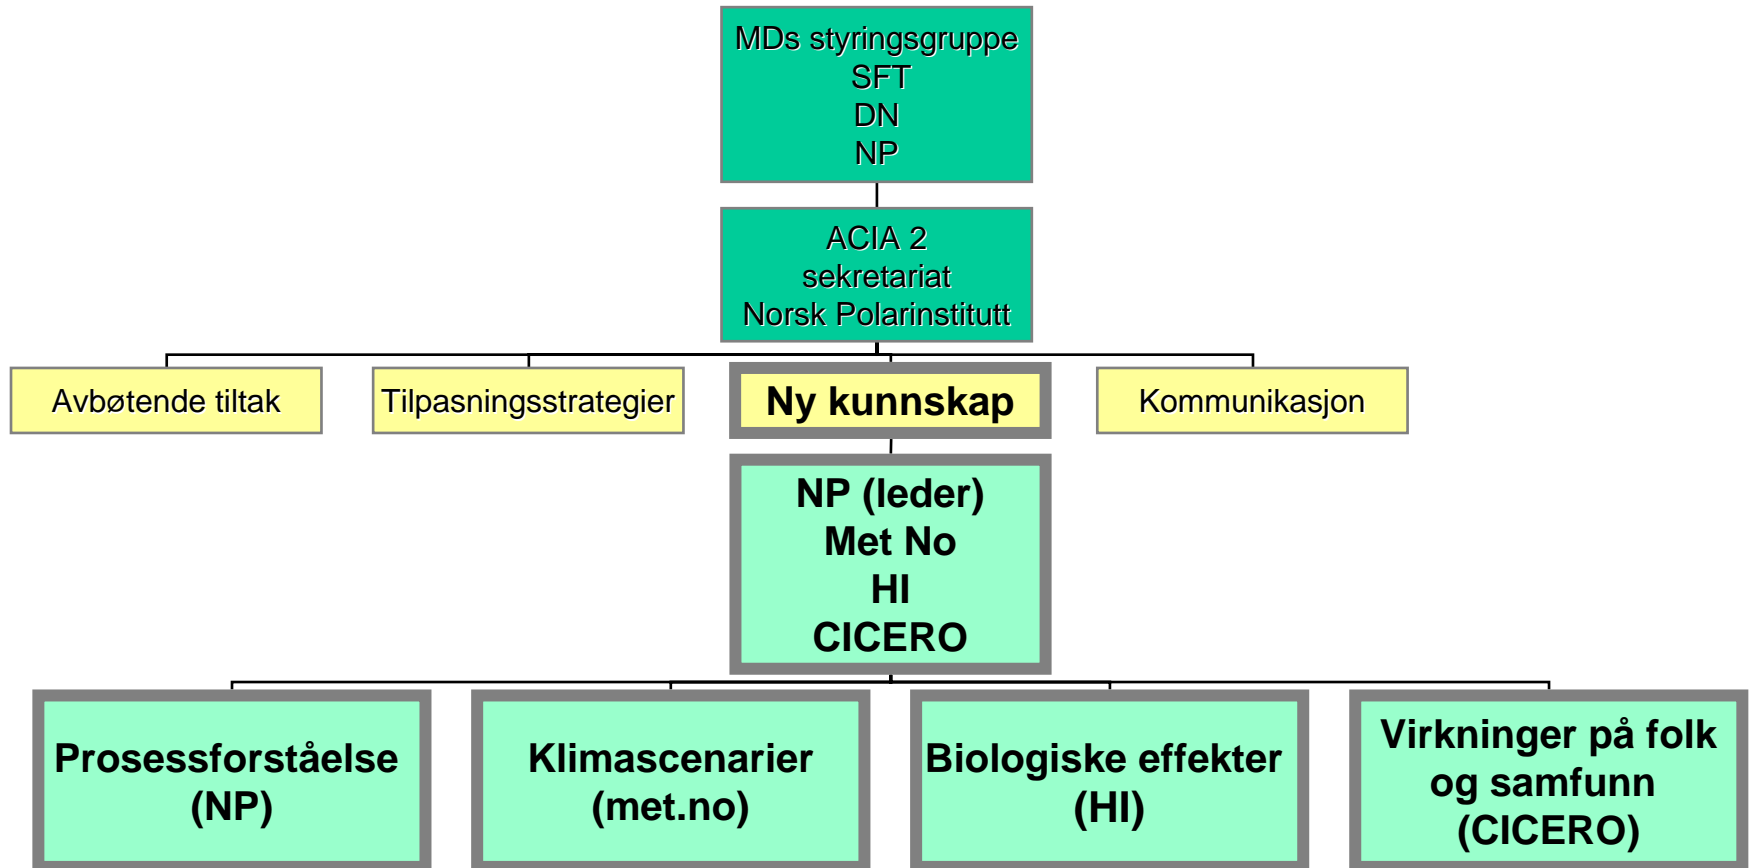 MDs styringsgruppe
SFT
DN
NP
ACIA 2
sekretariat
Norsk Polarinstitutt
Avbøtende tiltak
Tilpasningsstrategier
Ny kunnskap
Kommunikasjon
NP (leder)
Met No
HI
CICERO
Prosessforståelse
(NP)
Klimascenarier
(met.no)
Biologiske effekter
(HI)
Virkninger på folk
og samfunn
(CICERO)